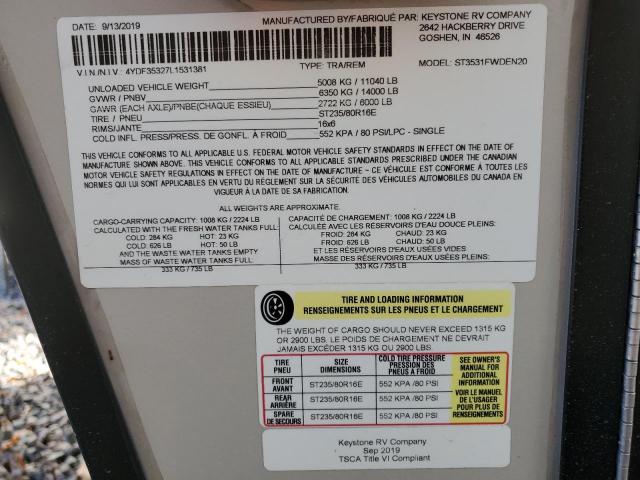 DATE: 9/13/2019 MANUFACTURED BY/FABRIQUÉ PAR: KEYSTONE RV COMPANY
2642 HACKBERRY DRIVE
GOSHEN, IN 46526
V.I.N./N.I.V.: 4YDF35327L1531381 TYPE: TRA/REM MODEL: ST3531FWDEN20
UNLOADED VEHICLE WEIGHT: 5008 KG / 11040 LB
GVWR / PNBV 6350 KG / 14000 LB
GAWR (EACH AXLE)/PNBE(CHAQUE ESSIEU) 2722 KG / 6000 LB
TIRE / PNEU ST235/80R16E
RIMS/JANTE 16x6
COLD INFL. PRESS/PRESS. DE GONFL. À FROID: 552 KPA / 80 PSI/LPC - SINGLE
THIS VEHICLE CONFORMS TO ALL APPLICABLE U.S. FEDERAL MOTOR VEHICLE SAFETY STANDARDS IN EFFECT ON THE DATE OF
MANUFACTURE SHOWN ABOVE. THIS VEHICLE CONFORMS TO ALL APPLICABLE STANDARDS PRESCRIBED UNDER THE CANADIAN
MOTOR VEHICLE SAFETY REGULATIONS IN EFFECT ON THE DATE OF MANUFACTURE ~ CE VÉHICULE EST CONFORME À TOUTES LES
NORMES QUI LUI SONT APPLICABLES EN VERTU DU RÈGLEMENT SUR LA SÉCURITÉ DES VÉHICULES AUTOMOBILES DU CANADA EN
VIGUEUR À LA DATE DE SA FABRICATION.
ALL WEIGHTS ARE APPROXIMATE.
CARGO-CARRYING CAPACITY: 1008 KG / 2224 LB
CALCULATED WITH THE FRESH WATER TANKS FULL:
COLD: 284 KG HOT: 23 KG
COLD: 626 LB HOT: 50 LB
AND THE WASTE WATER TANKS EMPTY
MASS OF WASTE WATER TANKS FULL:
333 KG / 735 LB
CAPACITÉ DE CHARGEMENT: 1008 KG / 2224 LB
CALCULÉE AVEC LES RÉSERVOIRS D'EAU DOUCE PLEINS:
FROID: 284 KG CHAUD: 23 KG
FROID: 626 LB CHAUD: 50 LB
ET LES RÉSERVOIRS D'EAUX USÉES VIDES
MASSE DES RÉSERVOIRS D'EAUX USÉES PLEINS:
333 KG / 735 LB
TIRE AND LOADING INFORMATION
RENSEIGNEMENTS SUR LES PNEUS ET LE CHARGEMENT
THE WEIGHT OF CARGO SHOULD NEVER EXCEED 1315 KG
OR 2900 LBS. LE POIDS DE CHARGEMENT NE DEVRAIT
JAMAIS EXCÉDER 1315 KG OU 2900 LBS.
TIRE PNEU SIZE DIMENSIONS COLD TIRE PRESSURE PRESSION DES PNEUS A FROID
FRONT AVANT ST235/80R16E 552 KPA /80 PSI
REAR ARRIÈRE ST235/80R16E 552 KPA / 80 PSI
SPARE DE SECOURS ST235/80R16E 552 KPA / 80 PSI
SEE OWNER'S
MANUAL FOR
ADDITIONAL
INFORMATION
VOIR LE MANUEL
DE L'USAGER
POUR PLUS DE
RENSEIGNEMENTS
Keystone RV Company
Sep 2019
TSCA Title VI Compliant